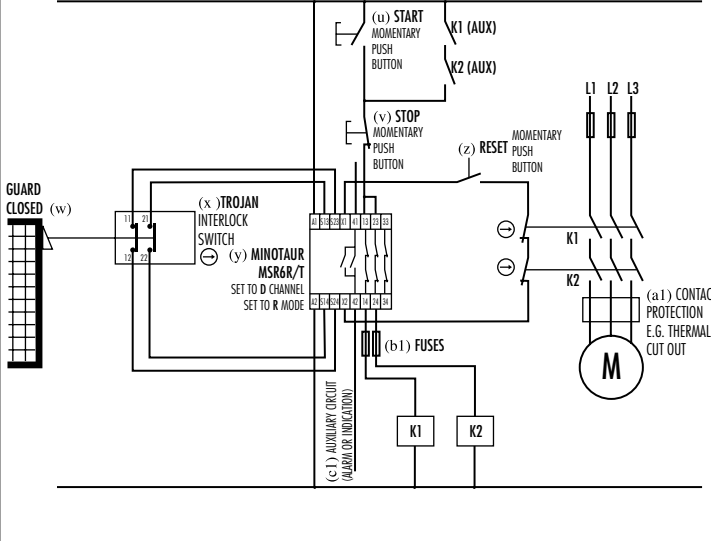 (u) START
MOMENTARY
PUSH
BUTTON
K1 (AUX)
K2 (AUX)
(v) STOP
MOMENTARY
PUSH
BUTTON
(z) RESET
MOMENTARY
PUSH
BUTTON
L1 L2 L3
GUARD
CLOSED (w)
11 21
12 22
(x )TROJAN
INTERLOCK
SWITCH
(y) MINOTAUR
MSR6R/T
SET TO D CHANNEL
SET TO R MODE
A1 S13 S23 X1 41 13 23 33
A2 S14 S24 X2 42 14 24 34
K1
K2
(a1) CONTAC
PROTECTION
E.G. THERMAL
CUT OUT
M
(b1) FUSES
(c1) AUXILIARY CIRCUIT
(ALARM OR INDICATION)
K1
K2